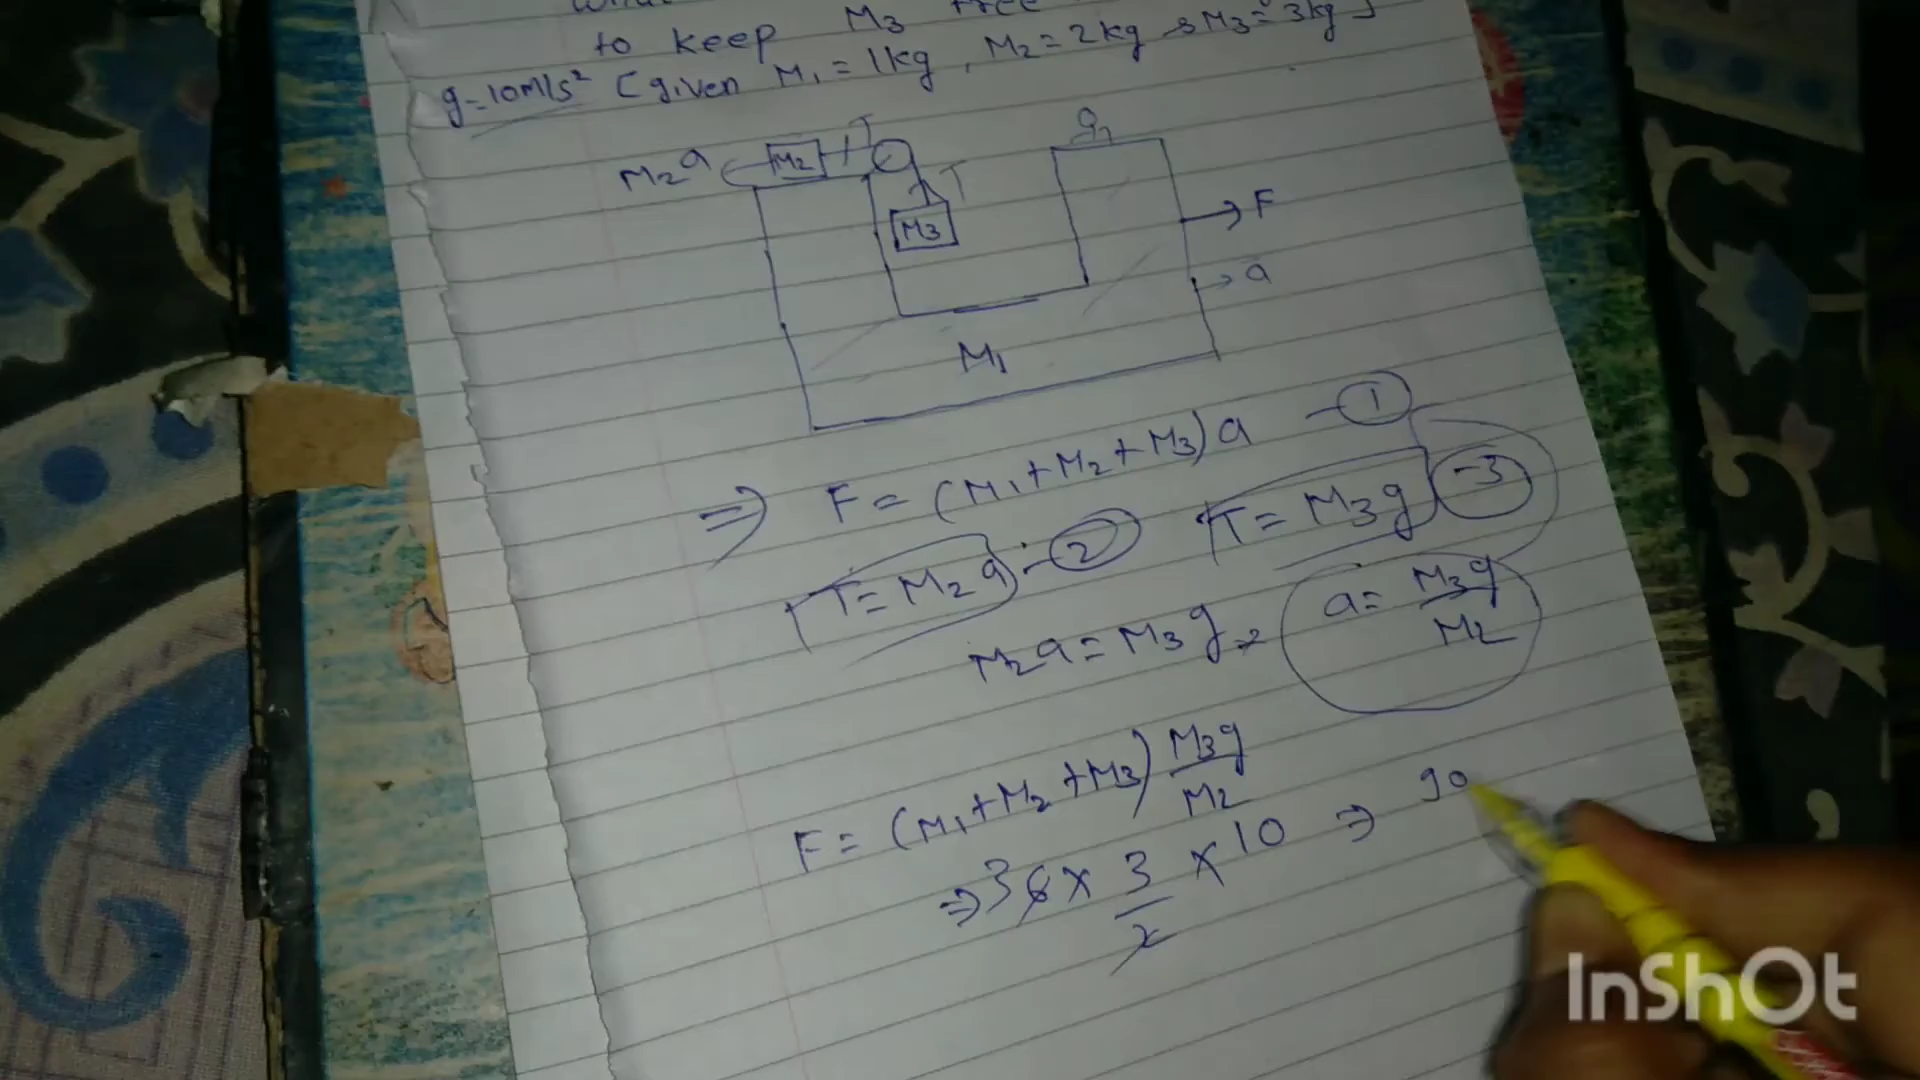 to keep M3 free
g=10M/s² (given M1=1kg, M2=2kg, M3=3kg)
M2a M2 T
T
M3
F
a
M1
⇒ F = (M1+M2+M3)a -①
T=M2a -② T=M3g -3
M2a=M3g a= M3g/M2
F= (M1+M2+M3) M3g/M2
⇒ 3 6 x 3/2 x 10 ⇒ 90
InShOt